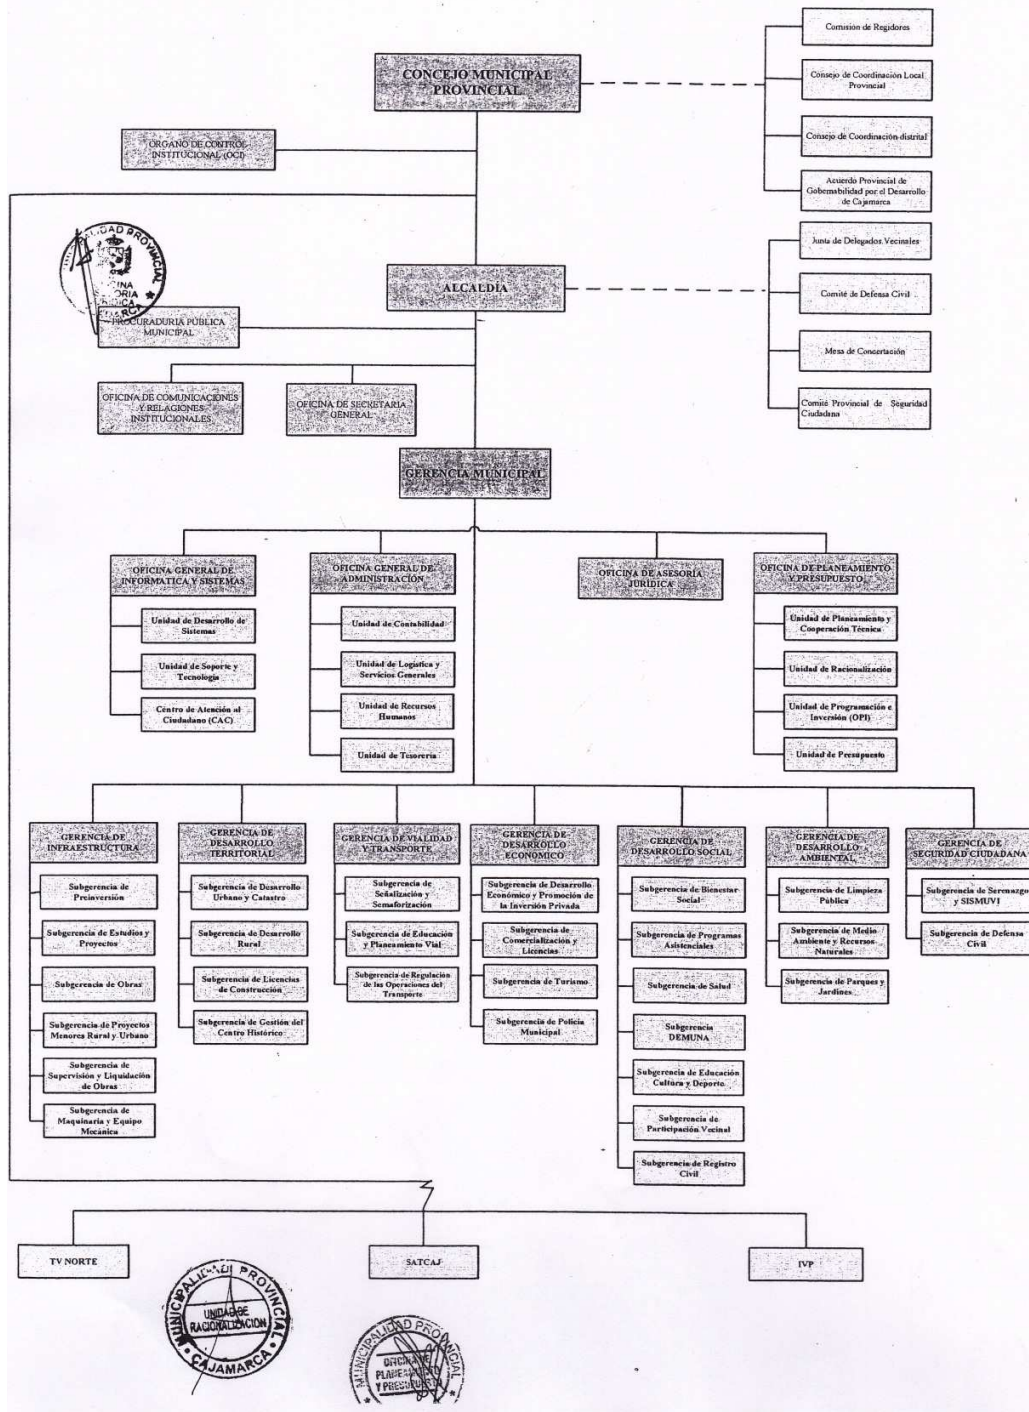 Comisión de Regidores
CONCEJO MUNICIPAL
PROVINCIAL
Consejo de Coordinación Local
Provincial
Consejo de Coordinación distrital
ORGANO DE CONTROL
INSTITUCIONAL (OCI)
Acuerdo Provincial de
Gobernabilidad por el Desarrollo
de Cajamarca
Junta de Delegados Vecinales
ALCALDÍA
Comité de Defensa Civil
PROCURADURIA PÚBLICA
MUNICIPAL
Mesa de Concertación
OFICINA DE COMUNICACIONES
Y RELACIONES
INSTITUCIONALES
OFICINA DE SECRETARIA
GENERAL
Comité Provincial de Seguridad
Ciudadana
GERENCIA MUNICIPAL
OFICINA GENERAL DE
INFORMATICA Y SISTEMAS
Unidad de Desarrollo de
Sistemas
Unidad de Soporte y
Tecnología
Centro de Atención al
Ciudadano (CAC)
OFICINA GENERAL DE
ADMINISTRACIÓN
Unidad de Contabilidad
Unidad de Logística y
Servicios Generales
Unidad de Recursos
Humanos
Unidad de Tesorería
OFICINA DE ASESORIA
JURÍDICA
OFICINA DE PLANEAMIENTO
Y PRESUPUESTO
Unidad de Planeamiento y
Cooperación Técnica
Unidad de Racionalización
Unidad de Programación e
Inversión (OPI)
Unidad de Presupuesto
GERENCIA DE
INFRAESTRUCTURA
Subgerencia de
Preinversión
Subgerencia de Estudios y
Proyectos
Subgerencia de Obras
Subgerencia de Proyectos
Menores Rural y Urbano
Subgerencia de
Supervisión y Liquidación
de Obras
Subgerencia de
Maquinaria y Equipo
Mecánica
GERENCIA DE
DESARROLLO
TERRITORIAL
Subgerencia de Desarrollo
Urbano y Catastro
Subgerencia de Desarrollo
Rural
Subgerencia de Licencias
de Construcción
Subgerencia de Gestión del
Centro Histórico
GERENCIA DE VIALIDAD
Y TRANSPORTE
Subgerencia de
Señalización y
Semaforización
Subgerencia de Educación
y Planeamiento Vial
Subgerencia de Regulación
de las Operaciones del
Transporte
GERENCIA DE
DESARROLLO
ECONOMICO
Subgerencia de Desarrollo
Económico y Promoción de
la Inversión Privada
Subgerencia de
Comercialización y
Licencias
Subgerencia de Turismo
Subgerencia de Policía
Municipal
GERENCIA DE
DESARROLLO SOCIAL
Subgerencia de Bienestar
Social
Subgerencia de Programas
Asistenciales
Subgerencia de Salud
Subgerencia
DEMUNA
Subgerencia de Educación
Cultura y Deporte
Subgerencia de
Participación Vecinal
Subgerencia de Registro
Civil
GERENCIA DE
DESARROLLO
AMBIENTAL
Subgerencia de Limpieza
Pública
Subgerencia de Medio
Ambiente y Recursos
Naturales
Subgerencia de Parques y
Jardines
GERENCIA DE
SEGURIDAD CIUDADANA
Subgerencia de Serenazgo
y SISMUVI
Subgerencia de Defensa
Civil
TV NORTE
SATCAJ
IVP
MUNICIPALIDAD PROVINCIAL
UNIDAD DE
RACIONALIZACION
CAJAMARCA
MUNICIPALIDAD PROVINCIAL
OFICINA DE
PLANEAMIENTO
Y PRESUPUESTO